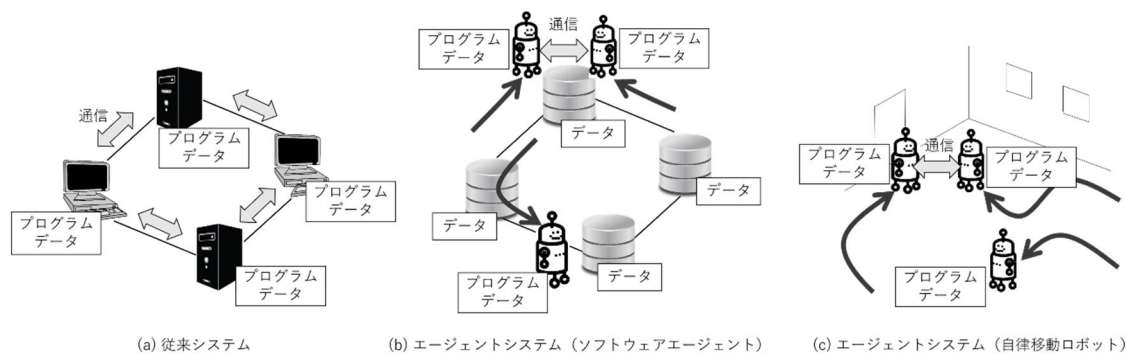 通信
プログラム
データ
プログラム
データ
プログラム
データ
プログラム
データ
(a) 従来システム
通信
プログラム
データ
プログラム
データ
データ
データ
データ
データ
プログラム
データ
(b) エージェントシステム（ソフトウェアエージェント）
通信
プログラム
データ
プログラム
データ
プログラム
データ
(c) エージェントシステム（自律移動ロボット）